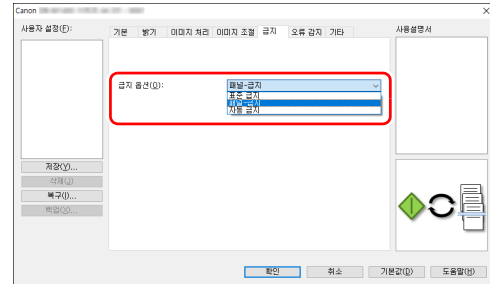 Canon
사용자 설정(F):
기본 밝기 이미지 처리 이미지 조절 급지 오류 감지 기타
사용설명서
급지 옵션(O):
패널-급지
표준 급지
패널-급지
자동 급지
저장(Y)...
삭제(J)
복구(I)...
백업(X)...
확인 취소 기본값(D) 도움말(H)